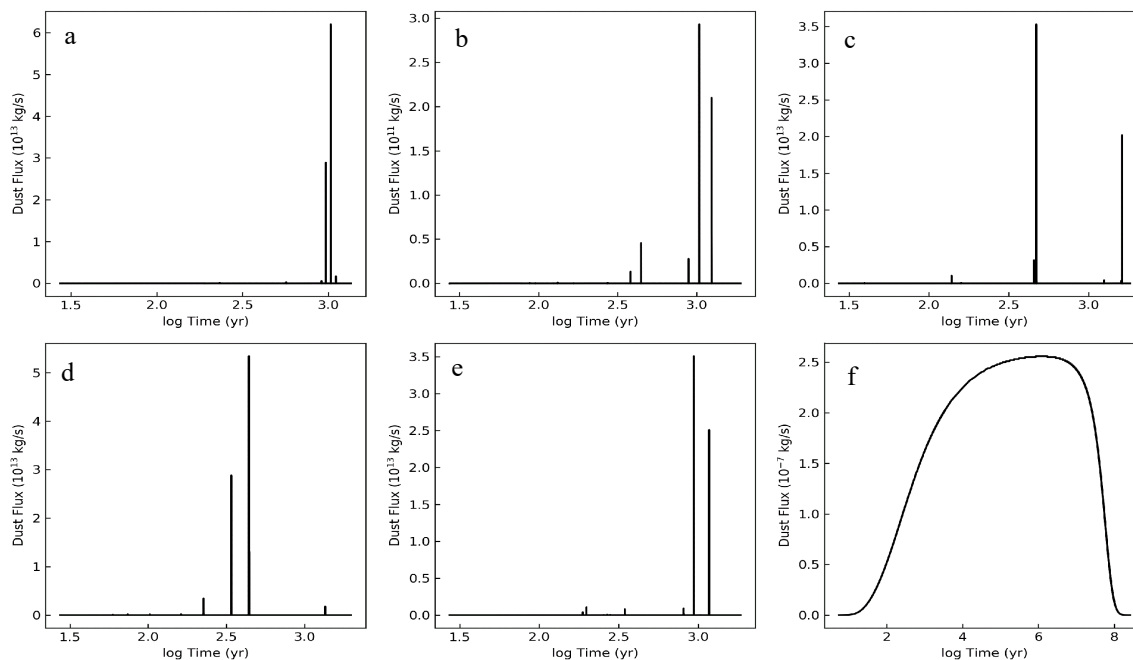 a
6
5
4
3
2
1
0
Dust Flux (10^13 kg/s)
1.5 2.0 2.5 3.0
log Time (yr)
b
3.0
2.5
2.0
1.5
1.0
0.5
0.0
Dust Flux (10^11 kg/s)
1.5 2.0 2.5 3.0
log Time (yr)
c
3.5
3.0
2.5
2.0
1.5
1.0
0.5
0.0
Dust Flux (10^13 kg/s)
1.5 2.0 2.5 3.0
log Time (yr)
d
5
4
3
2
1
0
Dust Flux (10^13 kg/s)
1.5 2.0 2.5 3.0
log Time (yr)
e
3.5
3.0
2.5
2.0
1.5
1.0
0.5
0.0
Dust Flux (10^13 kg/s)
1.5 2.0 2.5 3.0
log Time (yr)
f
2.5
2.0
1.5
1.0
0.5
0.0
Dust Flux (10^−7 kg/s)
2 4 6 8
log Time (yr)